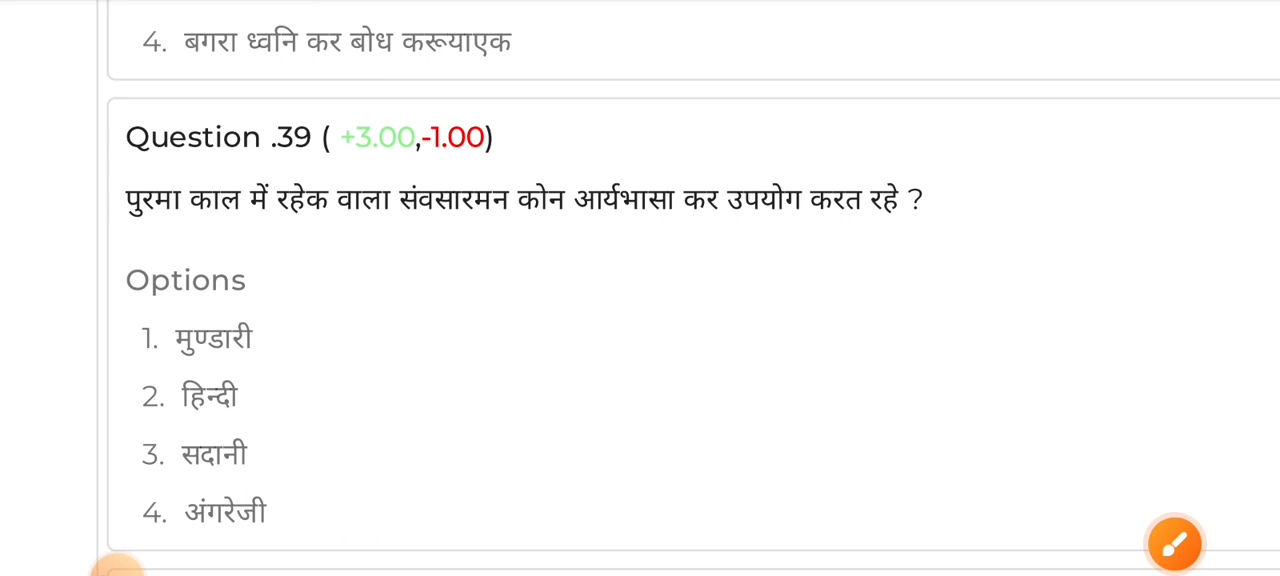 4. बगरा ध्वनि कर बोध करूयाएक
Question .39 ( +3.00,-1.00)
पुरमा काल में रहेक वाला संवसारमन कोन आर्यभासा कर उपयोग करत रहे ?
Options
1. मुण्डारी
2. हिन्दी
3. सदानी
4. अंगरेजी